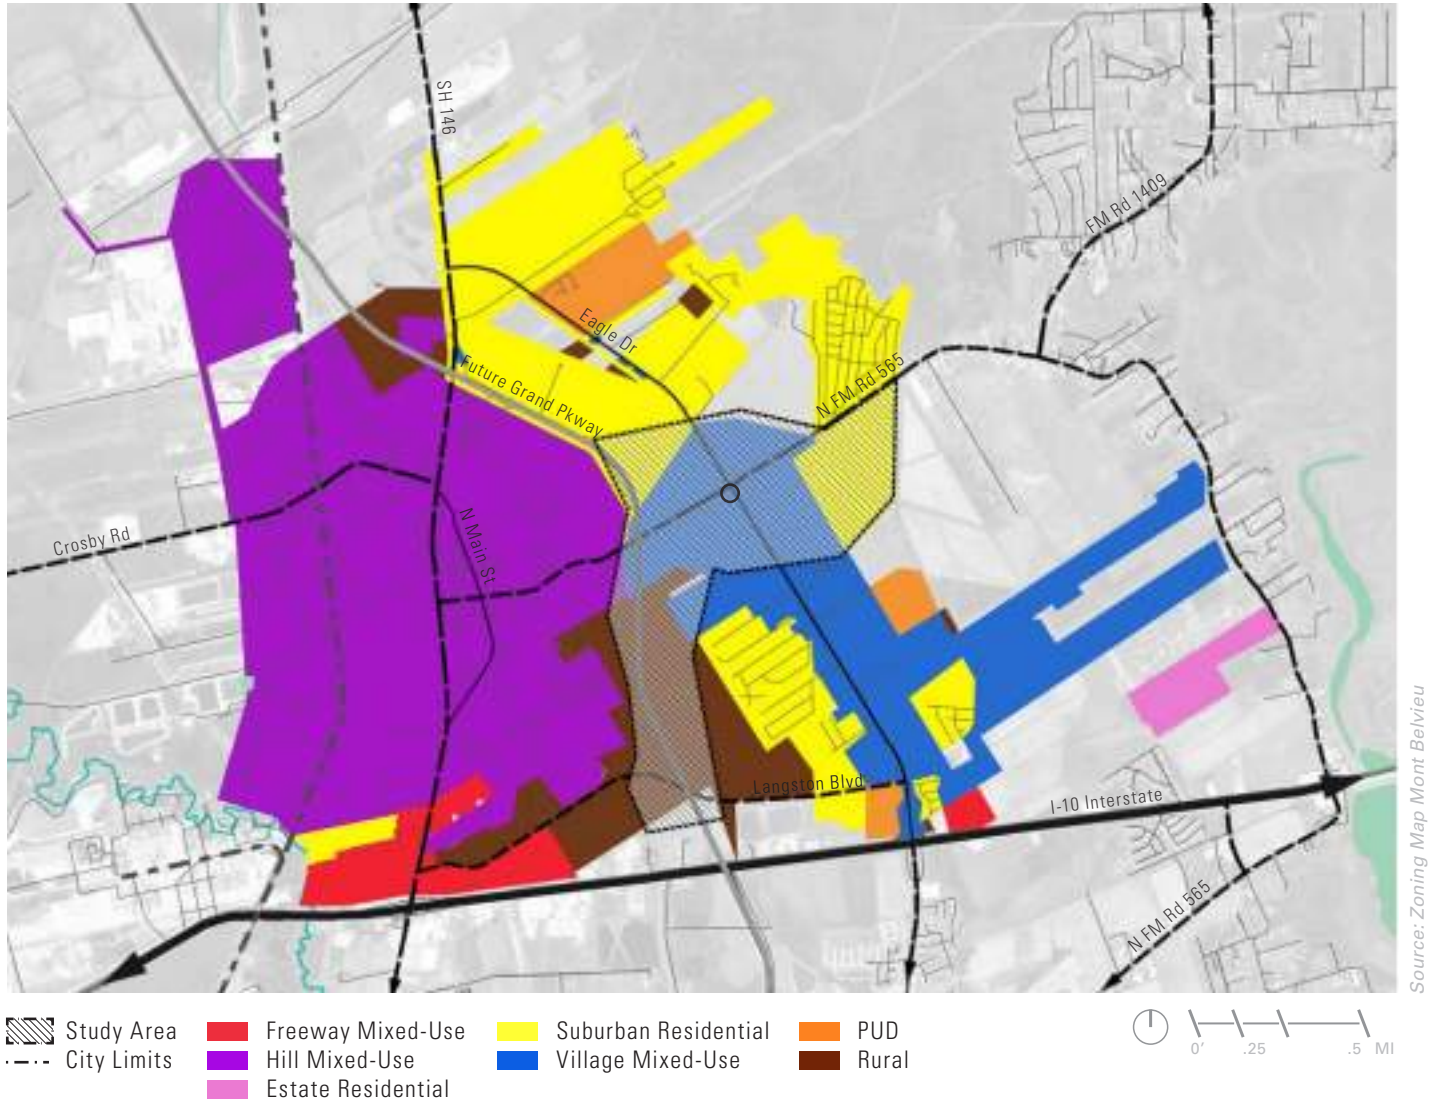 SH 146
FM Rd 1409
Eagle Dr
N FM Rd 565
Future Grand Pkway
Crosby Rd
N Main St
Langston Blvd
I-10 Interstate
N FM Rd 565
Source: Zoning Map Mont Belvieu
Study Area
City Limits
Freeway Mixed-Use
Hill Mixed-Use
Estate Residential
Suburban Residential
Village Mixed-Use
PUD
Rural
0' .25 .5 MI